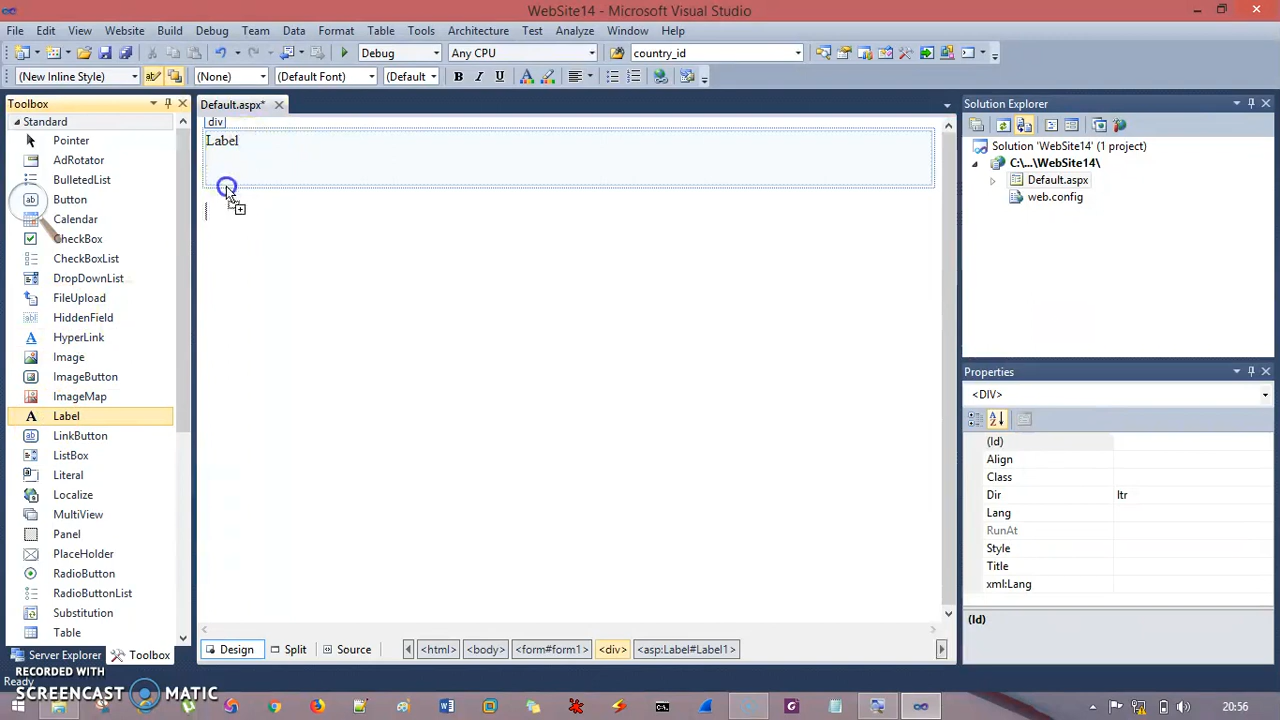 WebSite14 - Microsoft Visual Studio
File Edit View Website Build Debug Team Data Format Table Tools Architecture Test Analyze Window Help
Debug Any CPU country_id
(New Inline Style) (None) (Default Font) (Default B I U A
Toolbox
Standard
Pointer
AdRotator
BulletedList
Button
Calendar
CheckBox
CheckBoxList
DropDownList
FileUpload
HiddenField
HyperLink
Image
ImageButton
ImageMap
Label
LinkButton
ListBox
Literal
Localize
MultiView
Panel
PlaceHolder
RadioButton
RadioButtonList
Substitution
Table
Server Explorer Toolbox
Default.aspx*
div
Label
Design Split Source <html> <body> <form#form1> <div> <asp:Label#Label1>
Solution Explorer
Solution 'WebSite14' (1 project)
C:\...\WebSite14\
Default.aspx
web.config
Properties
<DIV>
(Id)
Align
Class
Dir ltr
Lang
RunAt
Style
Title
xml:Lang
(Id)
Ready
RECORDED WITH
SCREENCAST MATIC
20:56